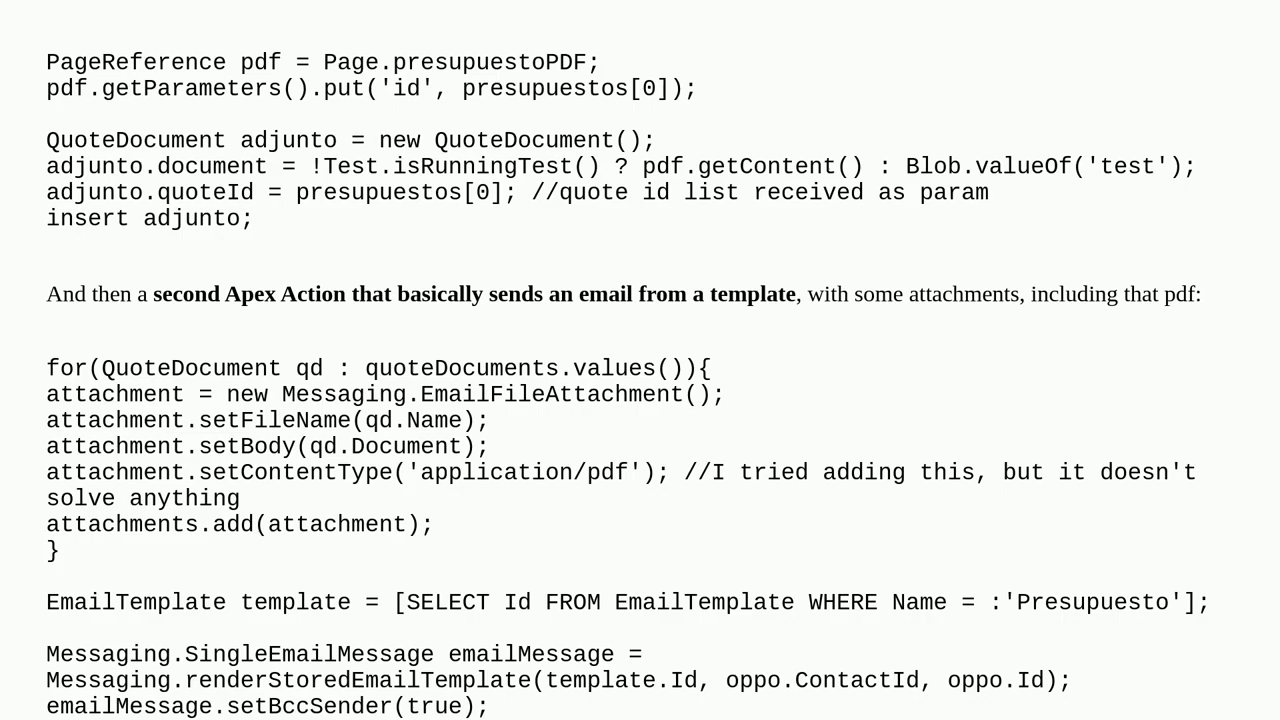 PageReference pdf = Page.presupuestoPDF;
pdf.getParameters().put('id', presupuestos[0]);
QuoteDocument adjunto = new QuoteDocument();
adjunto.document = !Test.isRunningTest() ? pdf.getContent() : Blob.valueOf('test');
adjunto.quoteId = presupuestos[0]; //quote id list received as param
insert adjunto;
And then a second Apex Action that basically sends an email from a template, with some attachments, including that pdf:
for(QuoteDocument qd : quoteDocuments.values()){
attachment = new Messaging.EmailFileAttachment();
attachment.setFileName(qd.Name);
attachment.setBody(qd.Document);
attachment.setContentType('application/pdf'); //I tried adding this, but it doesn't
solve anything
attachments.add(attachment);
}
EmailTemplate template = [SELECT Id FROM EmailTemplate WHERE Name = :'Presupuesto'];
Messaging.SingleEmailMessage emailMessage =
Messaging.renderStoredEmailTemplate(template.Id, oppo.ContactId, oppo.Id);
emailMessage.setBccSender(true);